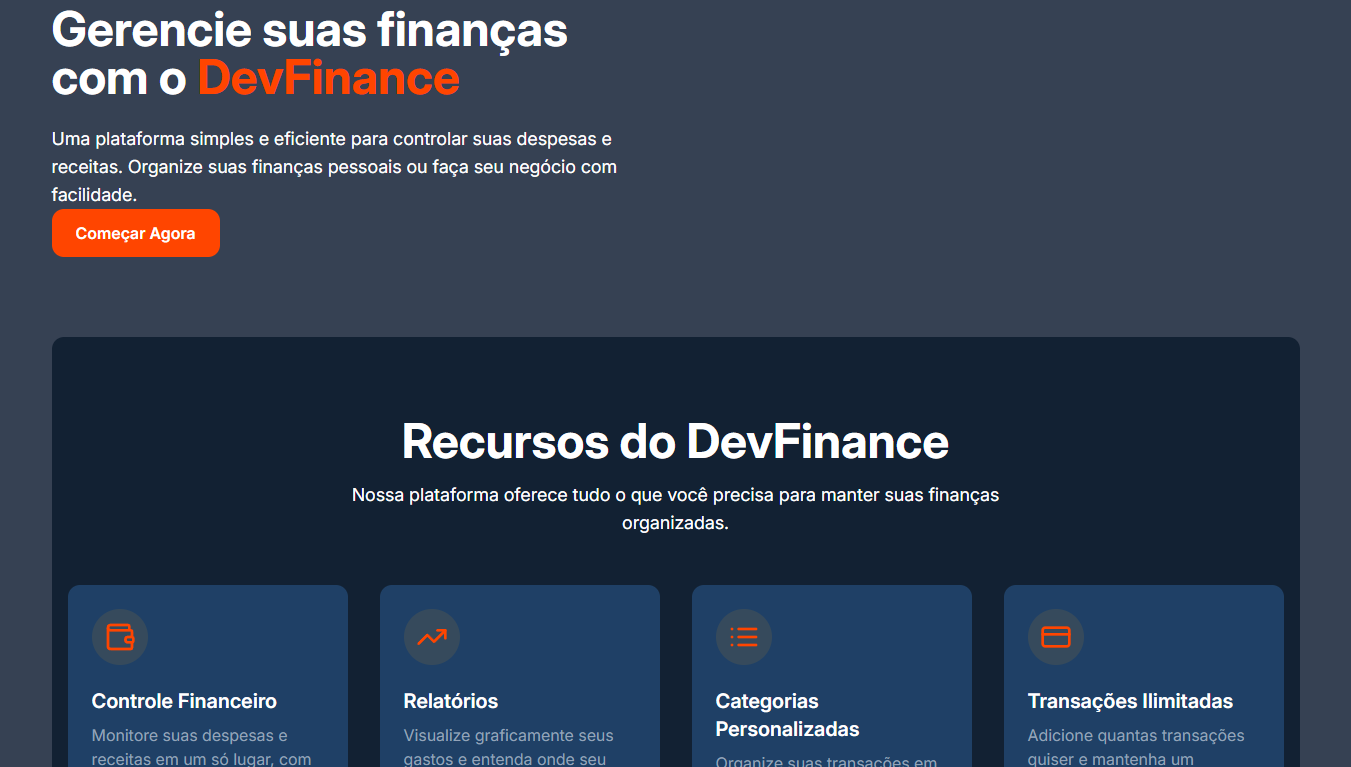 Gerencie suas finanças
com o DevFinance
Uma plataforma simples e eficiente para controlar suas despesas e
receitas. Organize suas finanças pessoais ou faça seu negócio com
facilidade.
Começar Agora
Recursos do DevFinance
Nossa plataforma oferece tudo o que você precisa para manter suas finanças
organizadas.
Controle Financeiro
Monitore suas despesas e
receitas em um só lugar, com
Relatórios
Visualize graficamente seus
gastos e entenda onde seu
Categorias
Personalizadas
Organize suas transações em
Transações Ilimitadas
Adicione quantas transações
quiser e mantenha um